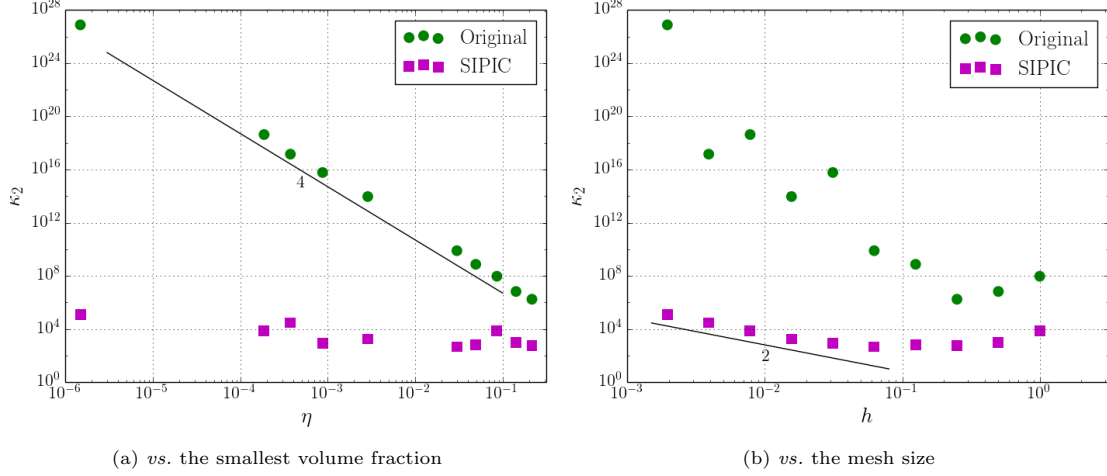 10^28
10^24
10^20
10^16
10^12
10^8
10^4
10^0
κ₂
10^−6
10^−5
10^−4
10^−3
10^−2
10^−1
η
Original
SIPIC
4
(a) vs. the smallest volume fraction
10^28
10^24
10^20
10^16
10^12
10^8
10^4
10^0
κ₂
10^−3
10^−2
10^−1
10^0
h
Original
SIPIC
2
(b) vs. the mesh size